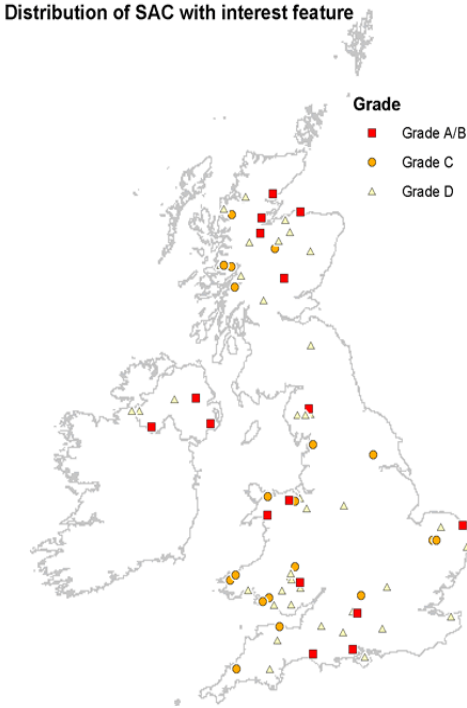 Distribution of SAC with interest feature
Grade
Grade A/B
Grade C
Grade D